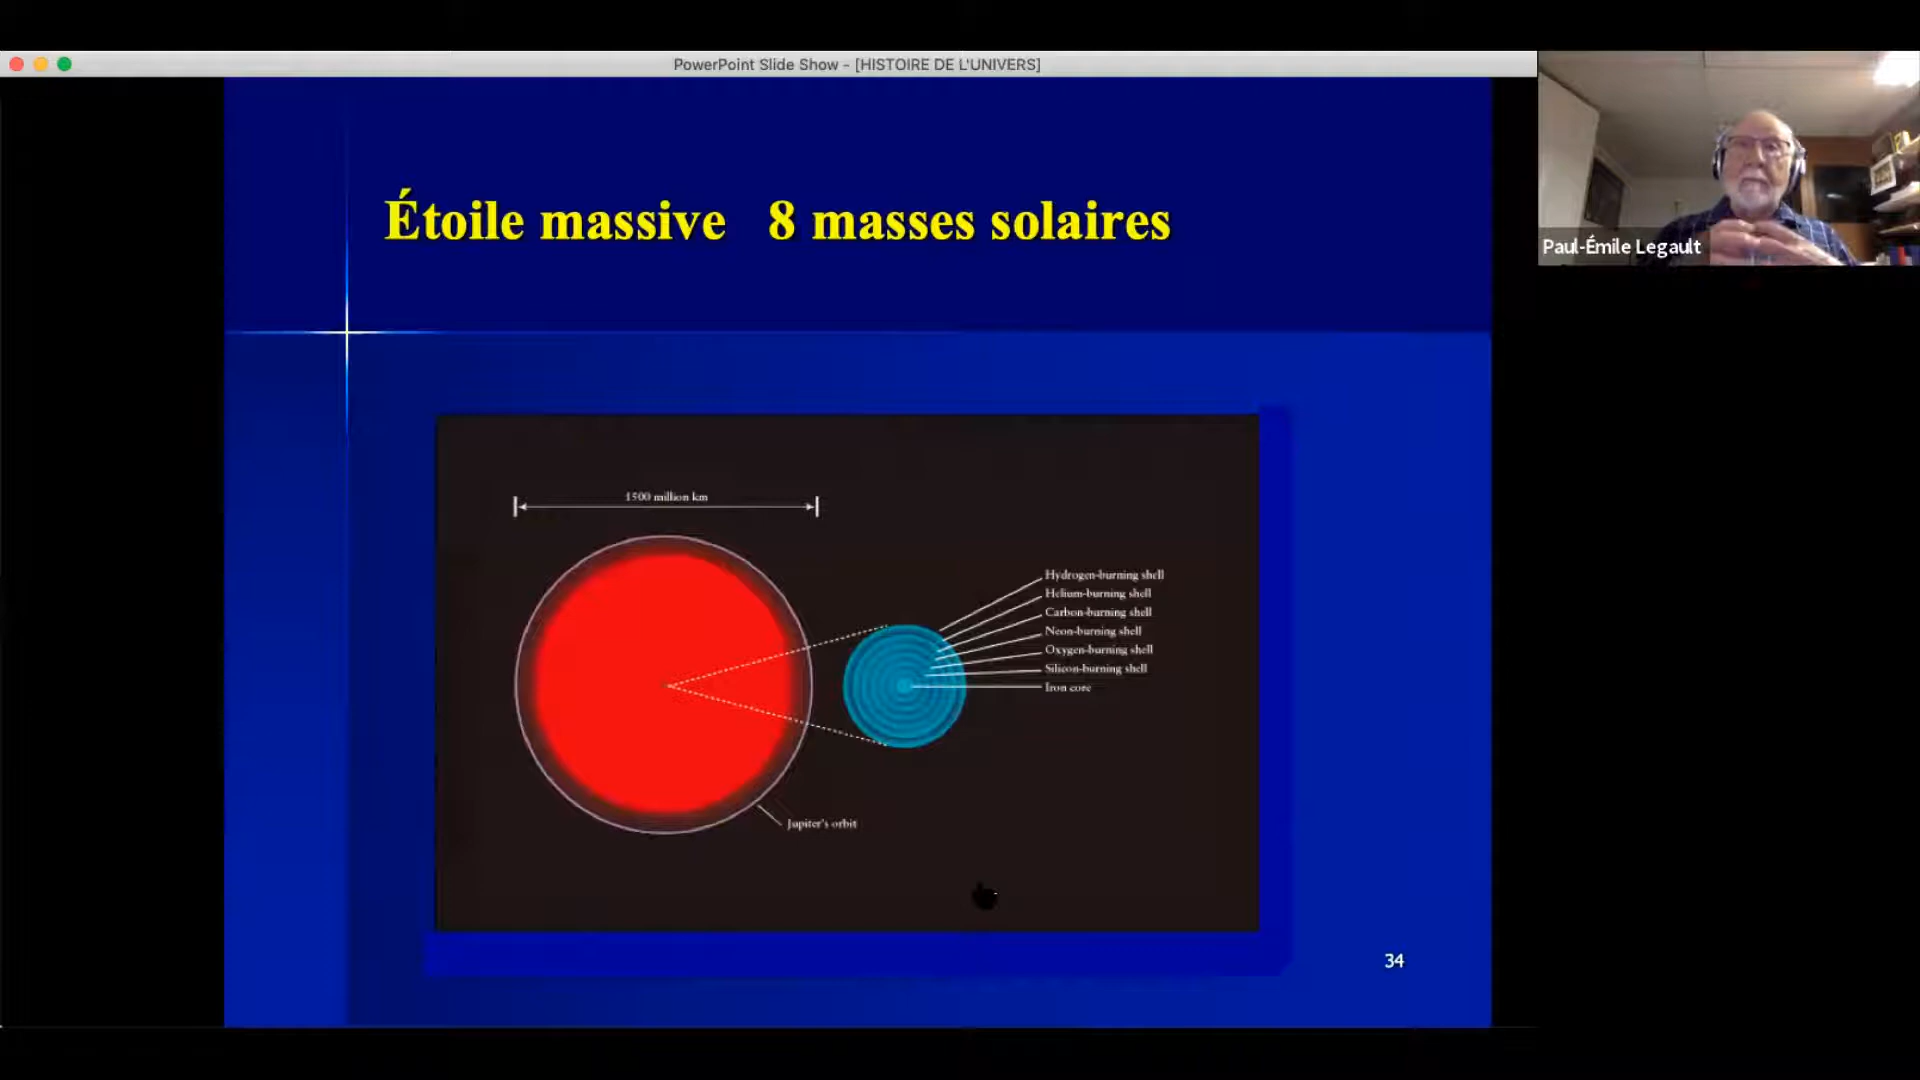 PowerPoint Slide Show - [HISTOIRE DE L'UNIVERS]
Paul-Émile Legault
Étoile massive 8 masses solaires
1500 million km
Hydrogen-burning shell
Helium-burning shell
Carbon-burning shell
Neon-burning shell
Oxygen-burning shell
Silicon-burning shell
Iron core
Jupiter's orbit
34